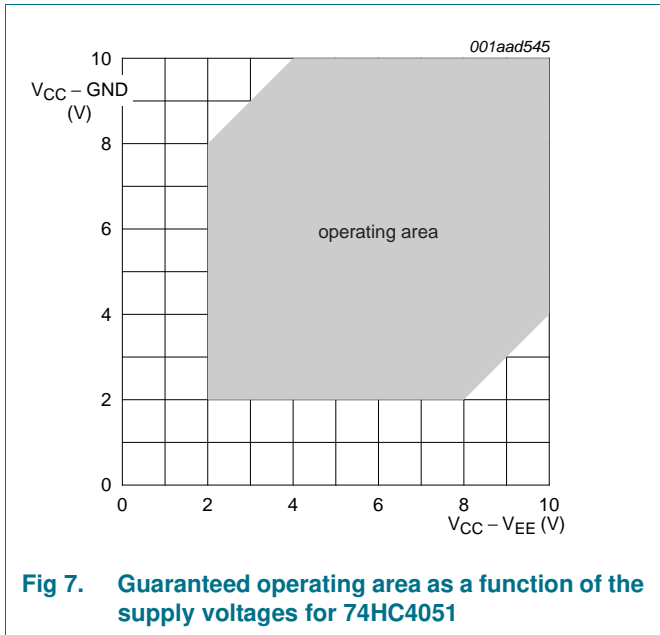 001aad545
10
VCC – GND
(V)
8
6
operating area
4
2
0
0 2 4 6 8 10
VCC – VEE (V)
Fig 7. Guaranteed operating area as a function of the
supply voltages for 74HC4051